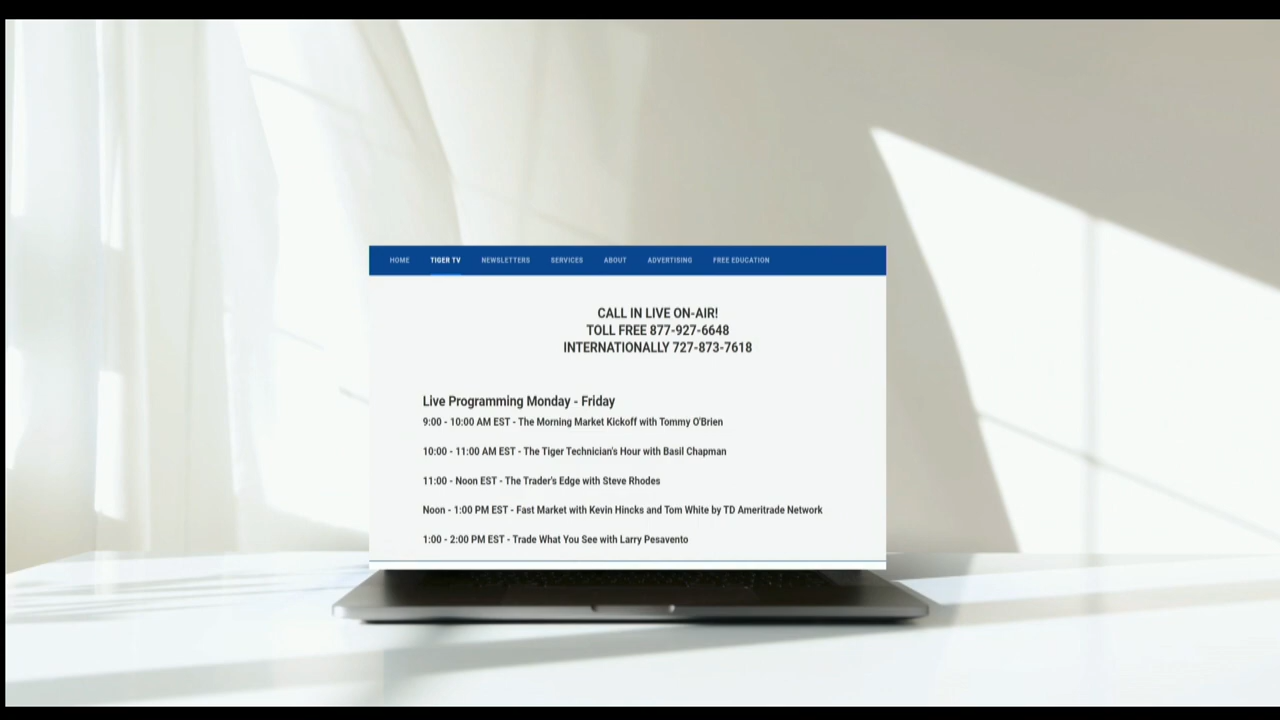 HOME TIGER TV NEWSLETTERS SERVICES ABOUT ADVERTISING FREE EDUCATION
CALL IN LIVE ON-AIR!
TOLL FREE 877-927-6648
INTERNATIONALLY 727-873-7618
Live Programming Monday - Friday
9:00 - 10:00 AM EST - The Morning Market Kickoff with Tommy O'Brien
10:00 - 11:00 AM EST - The Tiger Technician's Hour with Basil Chapman
11:00 - Noon EST - The Trader's Edge with Steve Rhodes
Noon - 1:00 PM EST - Fast Market with Kevin Hincks and Tom White by TD Ameritrade Network
1:00 - 2:00 PM EST - Trade What You See with Larry Pesavento